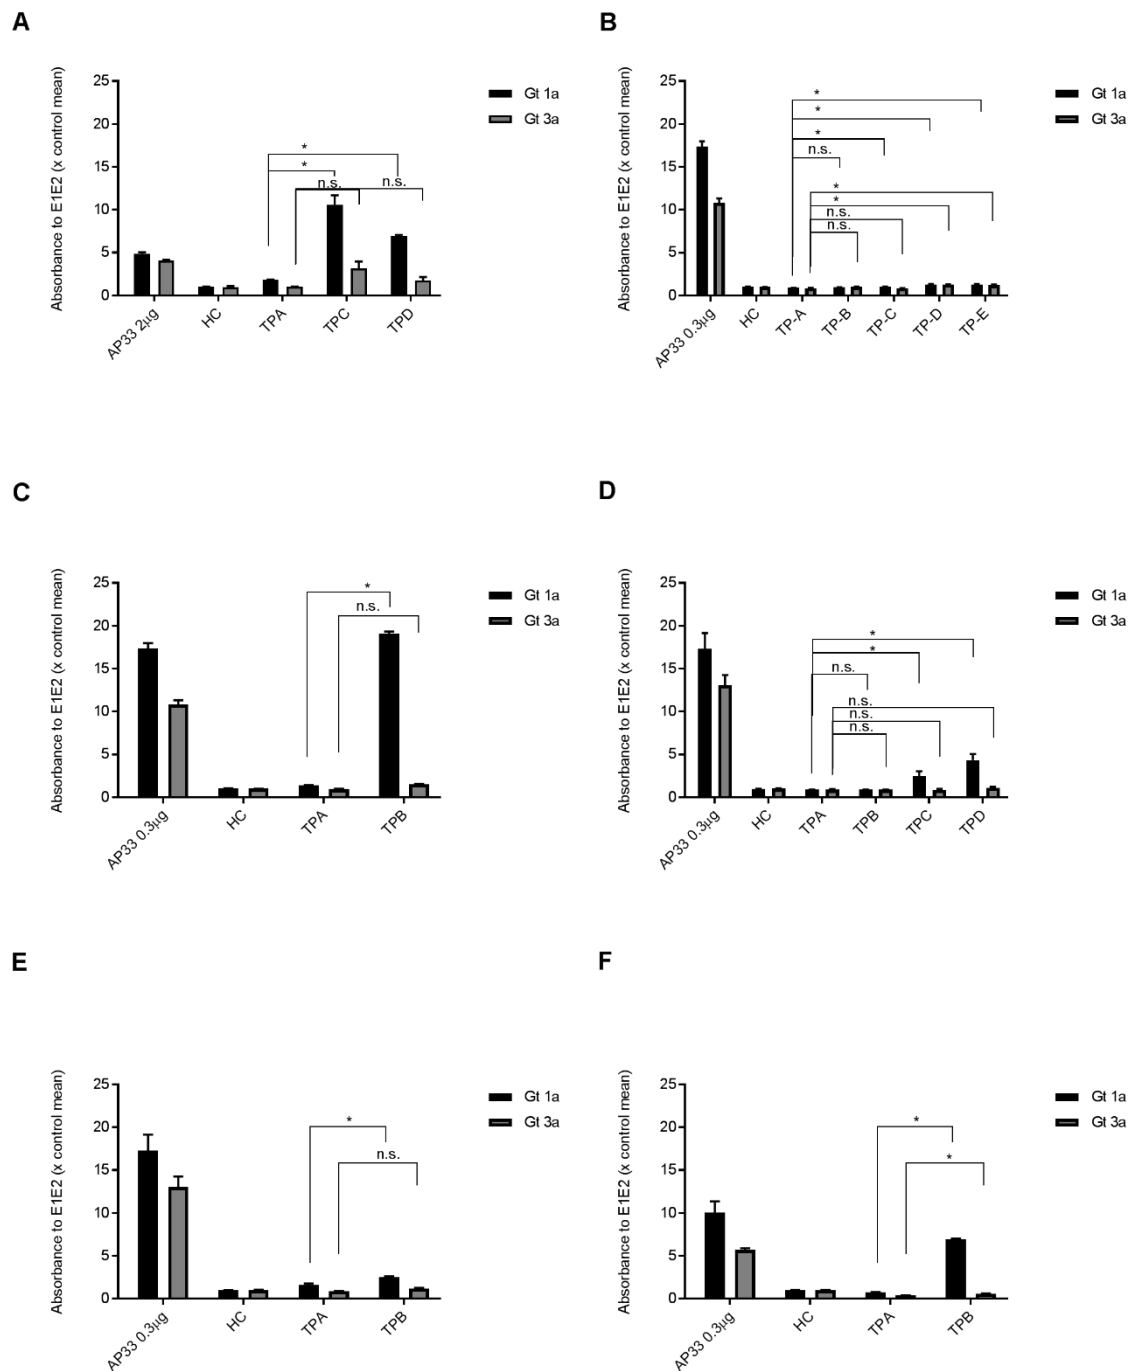 A
Absorbance to E1E2 (x control mean)
25
20
15
10
5
0
Gt 1a
Gt 3a
*
*
n.s.
n.s.
AP33 2µg
HC
TPA
TPC
TPD
B
Absorbance to E1E2 (x control mean)
25
20
15
10
5
0
Gt 1a
Gt 3a
*
*
*
n.s.
*
*
n.s.
n.s.
AP33 0.3µg
HC
TP-A
TP-B
TP-C
TP-D
TP-E
C
Absorbance to E1E2 (x control mean)
25
20
15
10
5
0
Gt 1a
Gt 3a
*
n.s.
AP33 0.3µg
HC
TPA
TPB
D
Absorbance to E1E2 (x control mean)
25
20
15
10
5
0
Gt 1a
Gt 3a
*
*
n.s.
n.s.
n.s.
n.s.
AP33 0.3µg
HC
TPA
TPB
TPC
TPD
E
Absorbance to E1E2 (x control mean)
25
20
15
10
5
0
Gt 1a
Gt 3a
*
n.s.
AP33 0.3µg
HC
TPA
TPB
F
Absorbance to E1E2 (x control mean)
25
20
15
10
5
0
Gt 1a
Gt 3a
*
*
AP33 0.3µg
HC
TPA
TPB